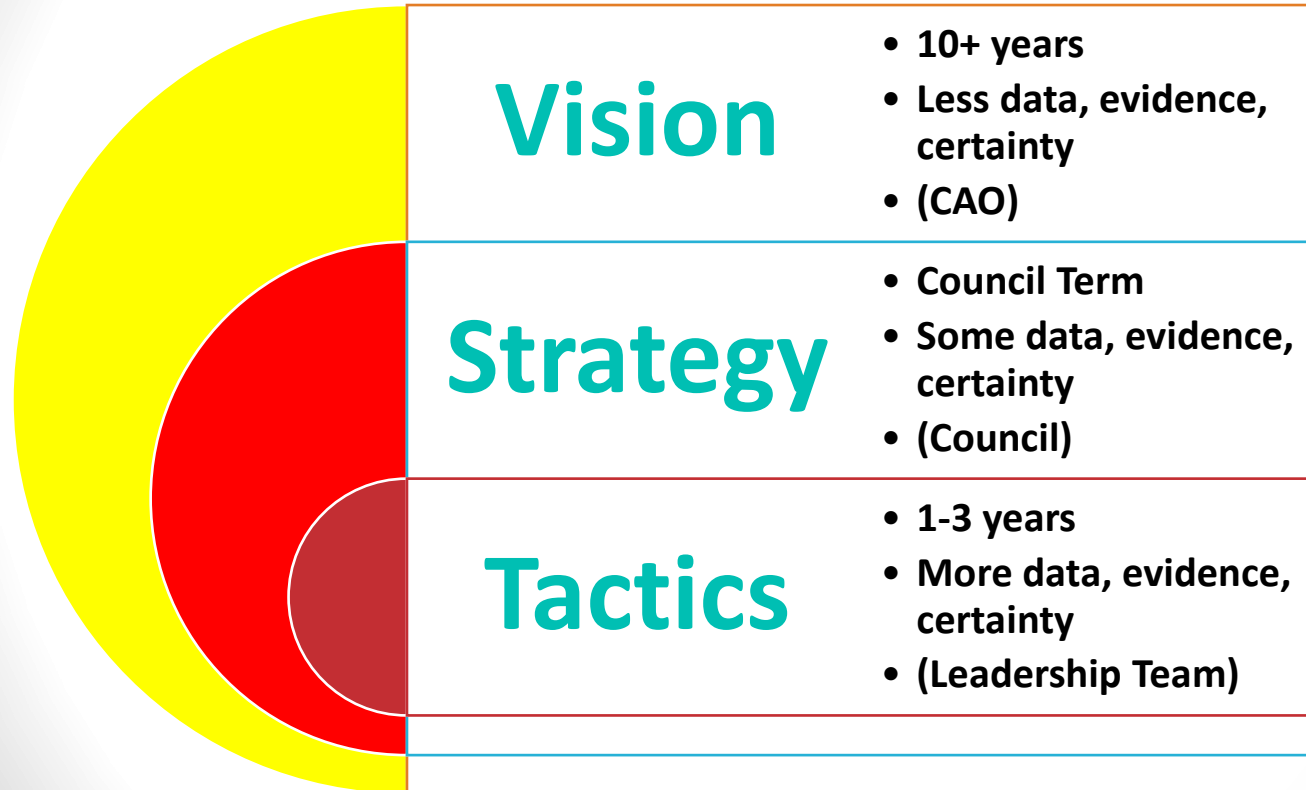 Vision
• 10+ years
• Less data, evidence,
certainty
• (CAO)
Strategy
• Council Term
• Some data, evidence,
certainty
• (Council)
Tactics
• 1-3 years
• More data, evidence,
certainty
• (Leadership Team)